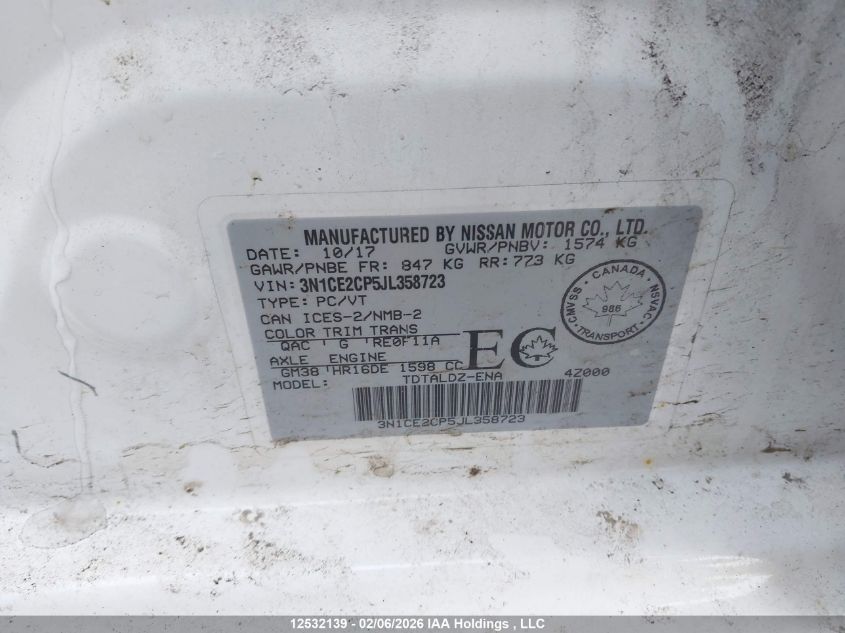 MANUFACTURED BY NISSAN MOTOR CO., LTD.
DATE: 10/17 GVWR/PNBV: 1574 KG
GAWR/PNBE FR: 847 KG RR: 773 KG
VIN: 3N1CE2CP5JL358723
TYPE: PC/VT
CAN ICES-2/NMB-2
COLOR TRIM TRANS
QAC G RE0F11A
AXLE ENGINE
GM38 HR16DE 1598 CC
MODEL: TDTALDZ-ENA 4Z000
EC
CANADA
CMVSS 986 NSVAC
TRANSPORT
3N1CE2CP5JL358723
12532139 - 02/06/2026 IAA Holdings , LLC